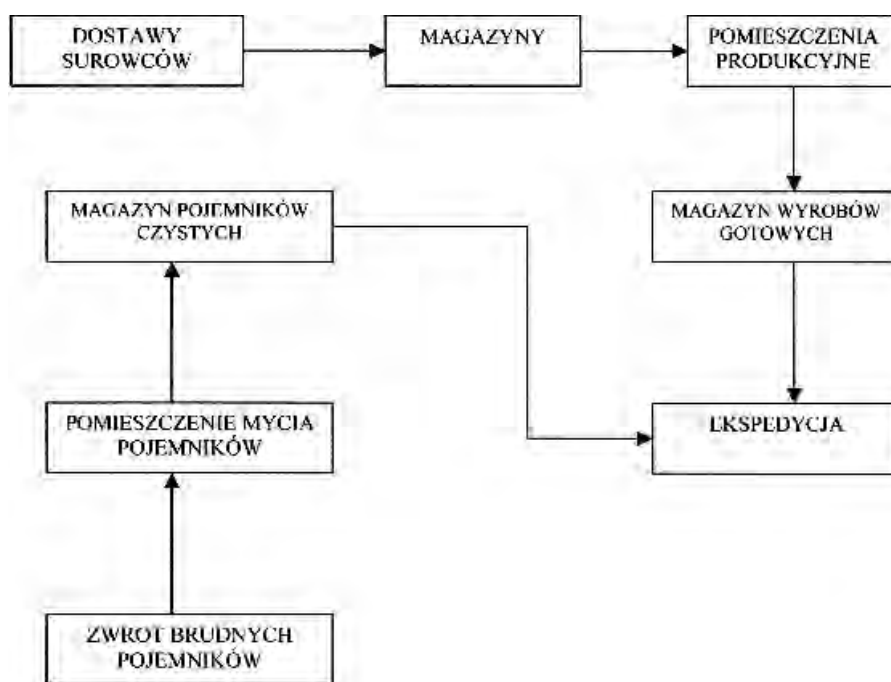 DOSTAWY
SUROWCÓW
MAGAZYNY
POMIESZCZENIA
PRODUKCYJNE
MAGAZYN POJEMNIKÓW
CZYSTYCH
MAGAZYN WYROBÓW
GOTOWYCH
POMIESZCZENIE MYCIA
POJEMNIKÓW
EKSPEDYCJA
ZWROT BRUDNYCH
POJEMNIKÓW